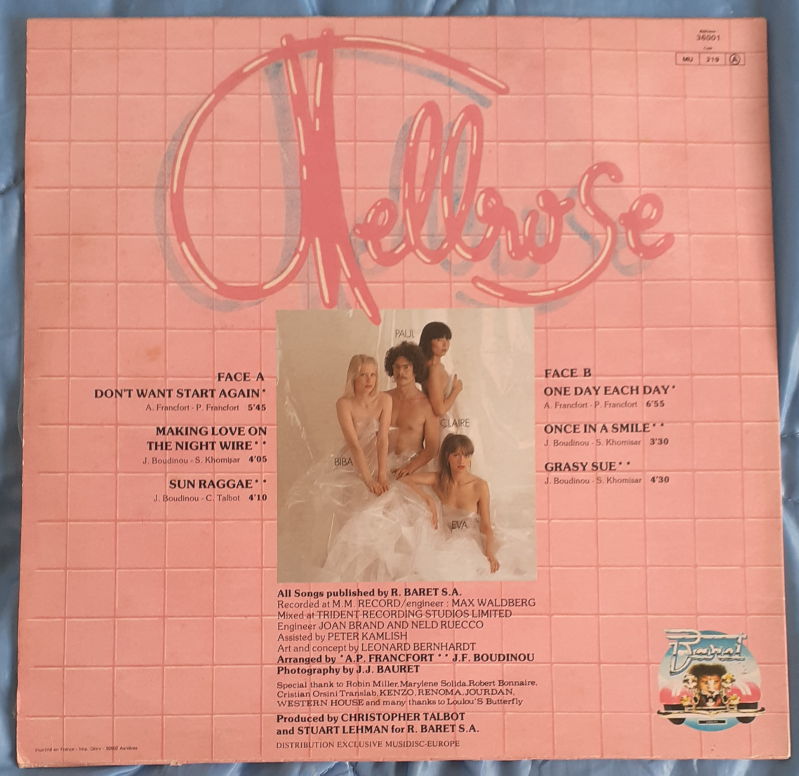 36001
MU 219 A
Mellrose
PAUL
CLAIRE
BIBA
EVA
FACE A
DON'T WANT START AGAIN*
A. Francfort - P. Francfort 5'45
MAKING LOVE ON
THE NIGHT WIRE**
J. Boudinou - S. Khomisar 4'05
SUN RAGGAE**
J. Boudinou - C. Talbot 4'10
FACE B
ONE DAY EACH DAY*
A. Francfort - P. Francfort 6'55
ONCE IN A SMILE**
J. Boudinou - S. Khomisar 3'30
GRASY SUE**
J. Boudinou - S. Khomisar 4'30
All Songs published by R. BARET S.A.
Recorded at M.M. RECORD/engineer : MAX WALDBERG
Mixed at TRIDENT RECORDING STUDIOS LIMITED
Engineer JOAN BRAND AND NELD RUECCO
Assisted by PETER KAMLISH
Art and concept by LEONARD BERNHARDT
Arranged by *A.P. FRANCFORT **J.F. BOUDINOU
Photography by J.J. BAURET
Special thank to Robin Miller, Marylene Solida, Robert Bonnaire,
Cristian Orsini Translab, KENZO, RENOMA, JOURDAN,
WESTERN HOUSE and many thanks to Loulou'S Butterfly
Produced by CHRISTOPHER TALBOT
and STUART LEHMAN for R. BARET S.A.
DISTRIBUTION EXCLUSIVE MUSIDISC-EUROPE
Baret